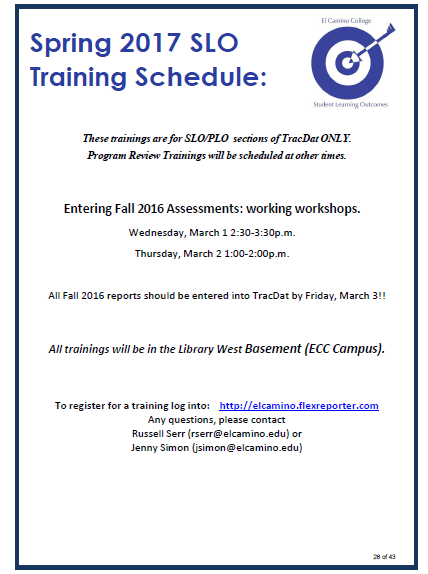 El Camino College
Spring 2017 SLO
Training Schedule:
Student Learning Outcomes
These trainings are for SLO/PLO sections of TracDat ONLY.
Program Review Trainings will be scheduled at other times.
Entering Fall 2016 Assessments: working workshops.
Wednesday, March 1 2:30-3:30p.m.
Thursday, March 2 1:00-2:00p.m.
All Fall 2016 reports should be entered into TracDat by Friday, March 3!!
All trainings will be in the Library West Basement (ECC Campus).
To register for a training log into: http://elcamino.flexreporter.com
Any questions, please contact
Russell Serr (rserr@elcamino.edu) or
Jenny Simon (jsimon@elcamino.edu)
28 of 43